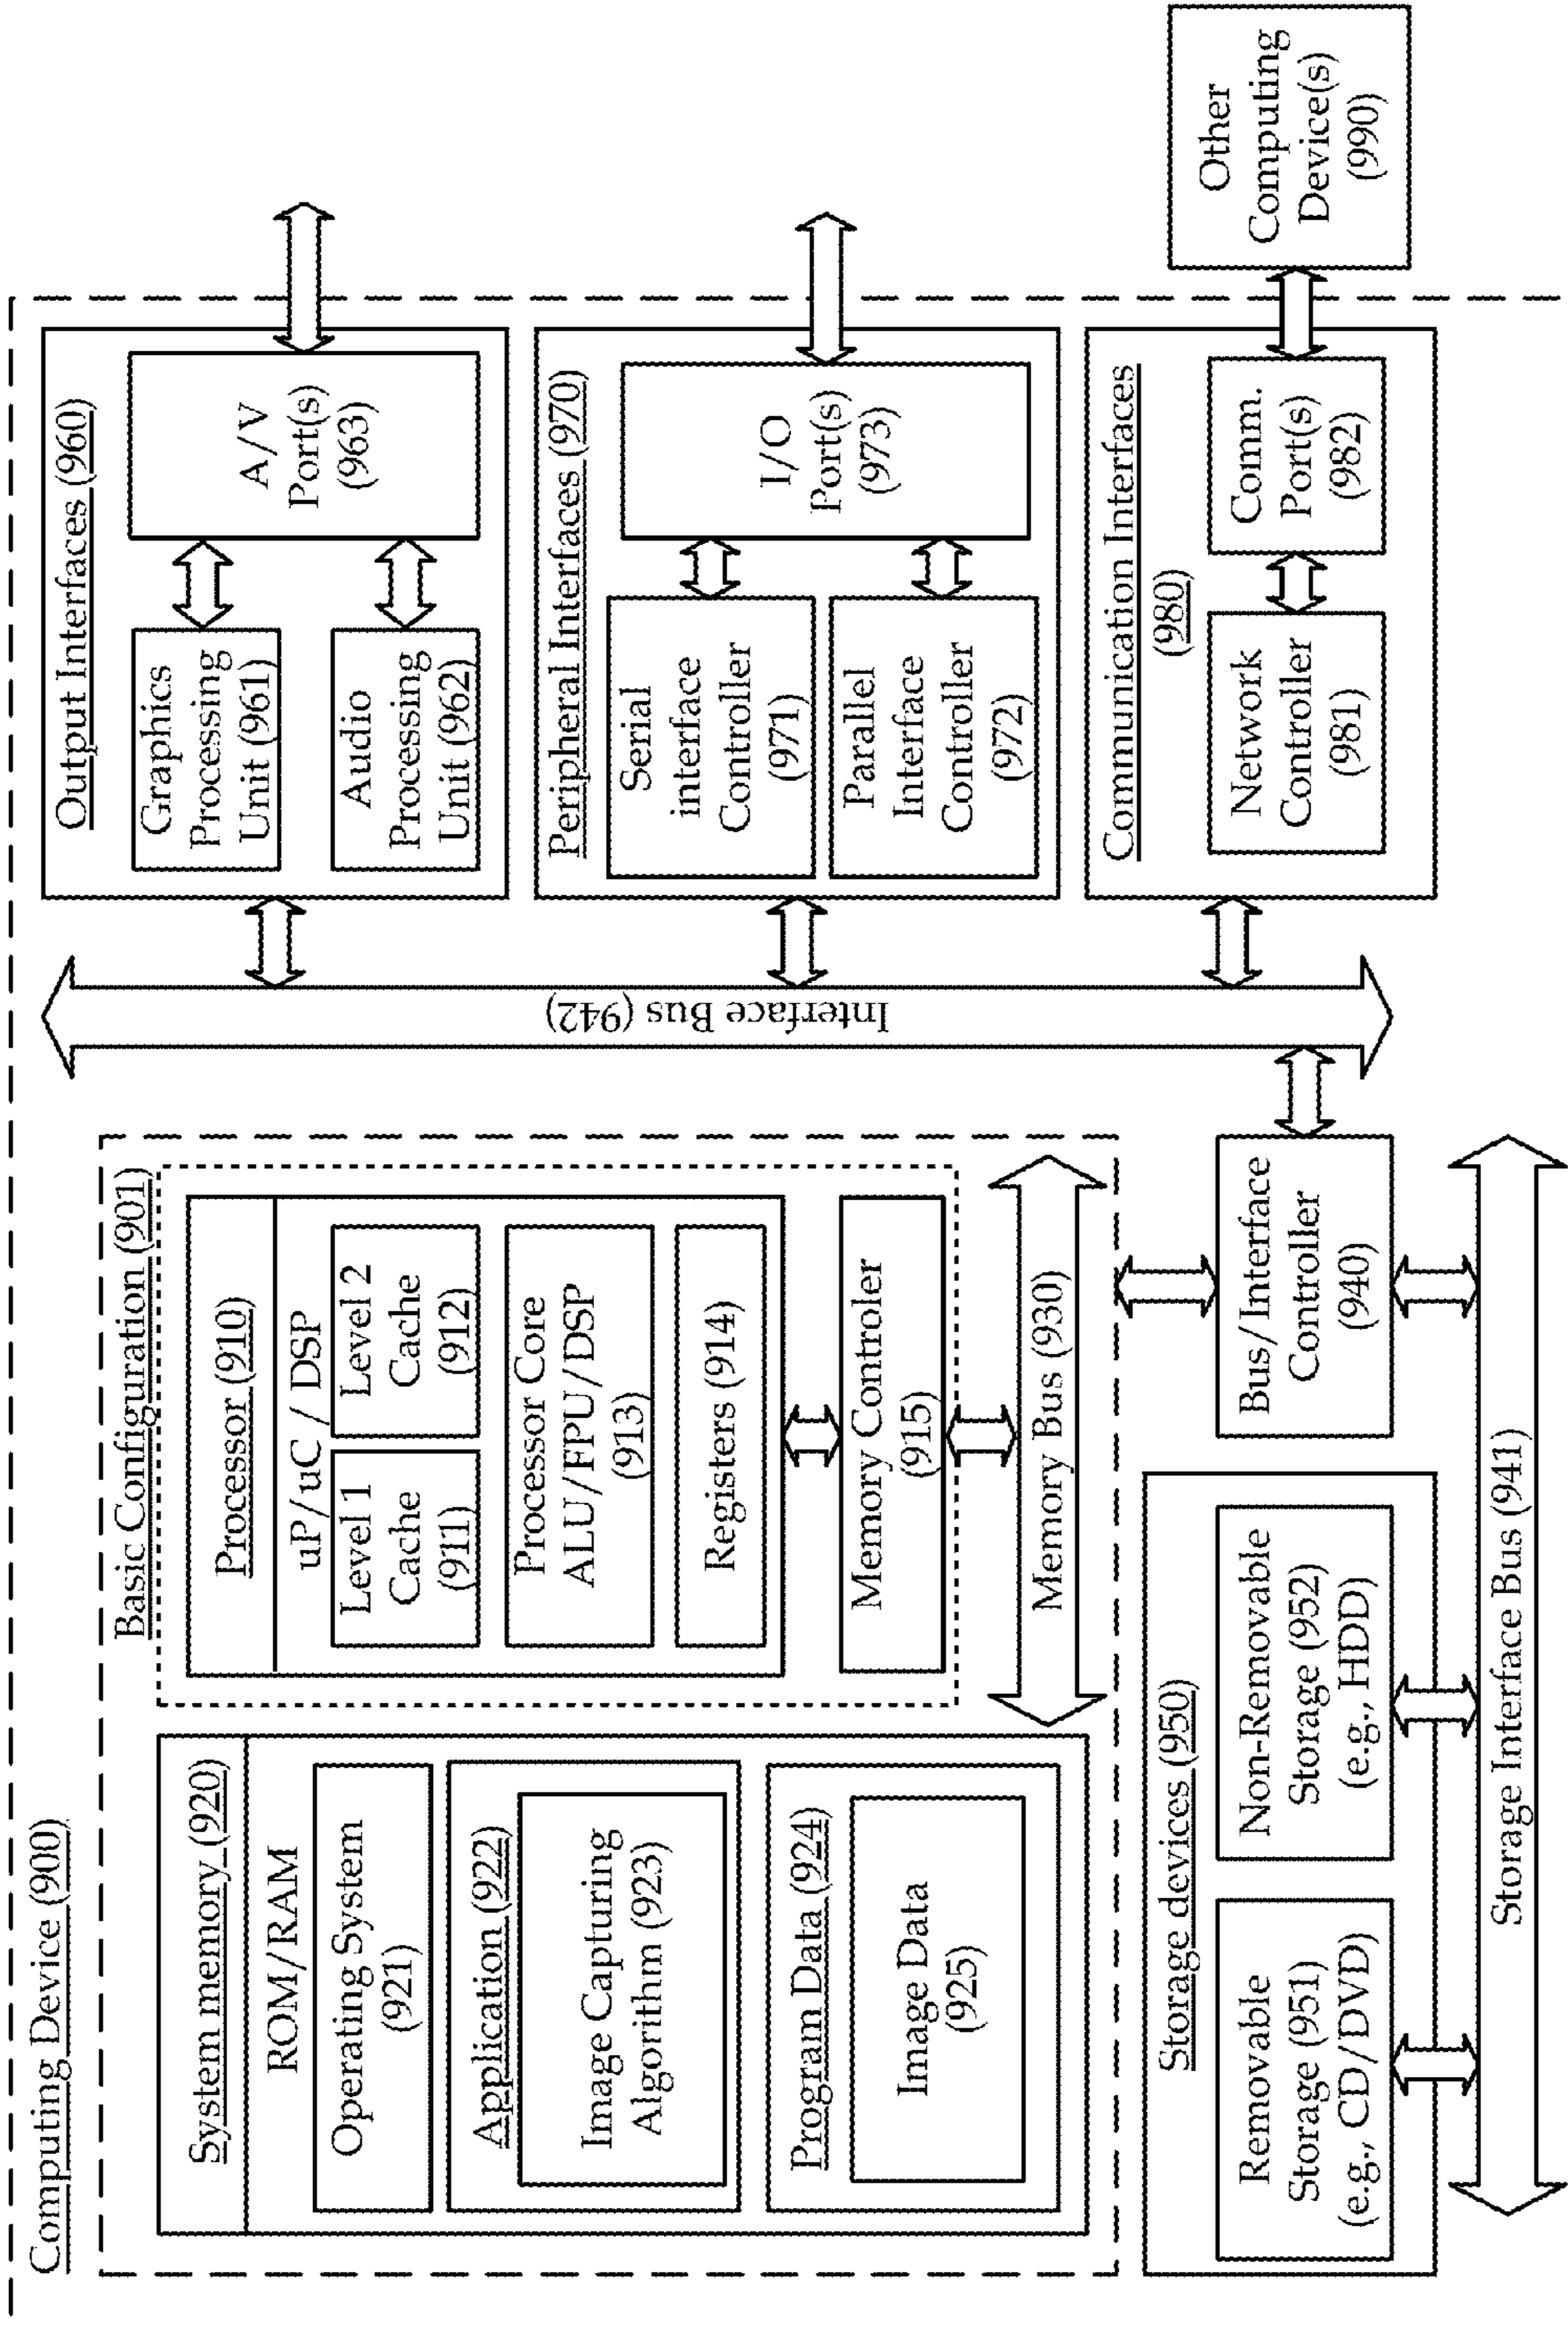 Computing Device (900)
Basic Configuration (901)
System memory (920)
ROM/RAM
Operating System
(921)
Application (922)
Image Capturing
Algorithm (923)
Program Data (924)
Image Data
(925)
Processor (910)
uP/uC / DSP
Level 1
Cache
(911)
Level 2
Cache
(912)
Processor Core
ALU/FPU/DSP
(913)
Registers (914)
Memory Controler
(915)
Memory Bus (930)
Storage devices (950)
Removable
Storage (951)
(e.g., CD/DVD)
Non-Removable
Storage (952)
(e.g., HDD)
Bus/Interface
Controller
(940)
Storage Interface Bus (941)
Interface Bus (942)
Output Interfaces (960)
Graphics
Processing
Unit (961)
Audio
Processing
Unit (962)
A/V
Port(s)
(963)
Peripheral Interfaces (970)
Serial
interface
Controller
(971)
Parallel
Interface
Controller
(972)
I/O
Port(s)
(973)
Communication Interfaces
(980)
Network
Controller
(981)
Comm.
Port(s)
(982)
Other
Computing
Device(s)
(990)